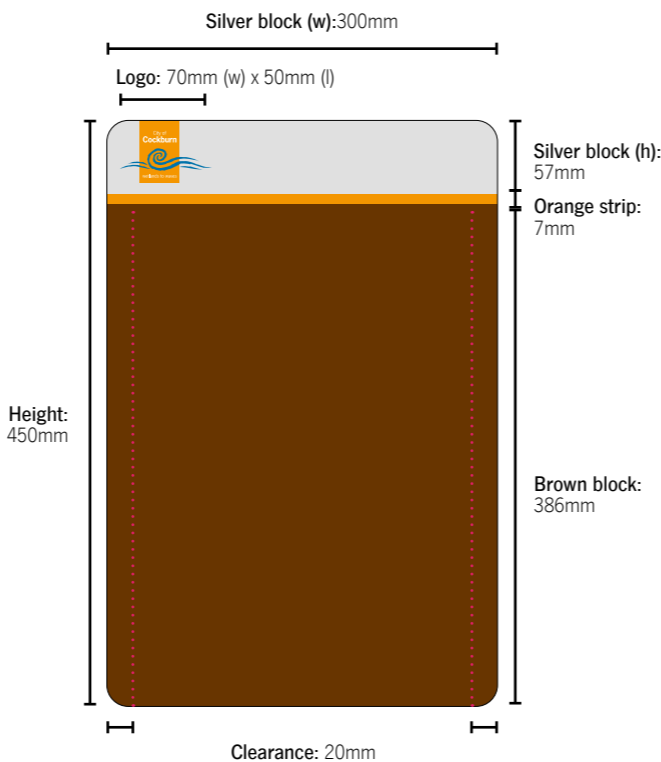 Silver block (w):300mm
Logo: 70mm (w) x 50mm (l)
City of
Cockburn
Silver block (h):
57mm
Orange strip:
7mm
Height:
450mm
Brown block:
386mm
Clearance: 20mm